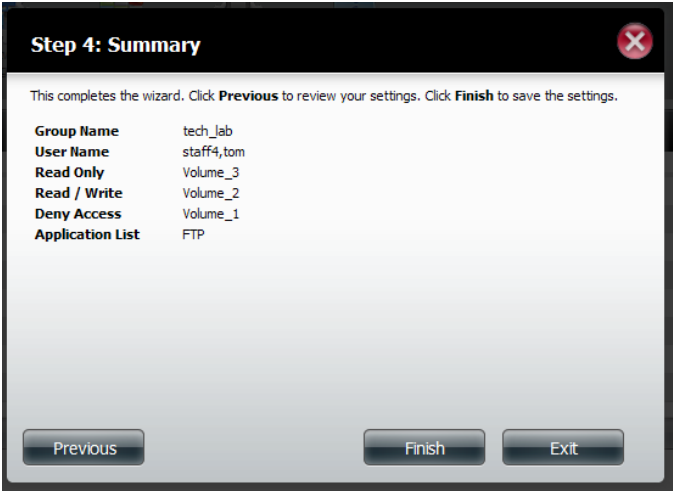 Step 4: Summary
This completes the wizard. Click Previous to review your settings. Click Finish to save the settings.
Group Name tech_lab
User Name staff4,tom
Read Only Volume_3
Read / Write Volume_2
Deny Access Volume_1
Application List FTP
Previous Finish Exit